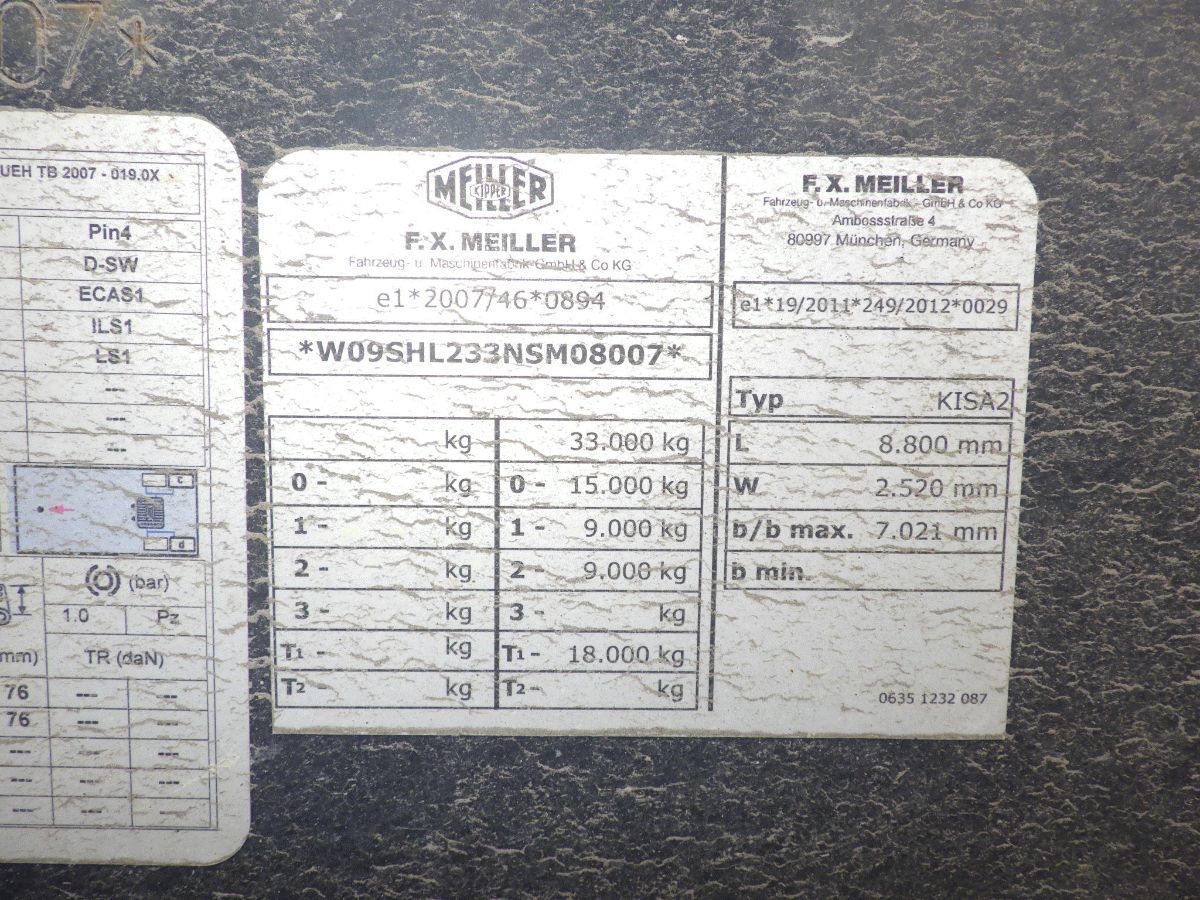 07*
UEH TB 2007 - 019.0X
Pin4
D-SW
ECAS1
ILS1
LS1
---
---
---
c
d
(bar)
1.0 Pz
mm) TR (daN)
76 --- ---
76 --- ---
--- --- ---
--- --- ---
--- --- ---
MEILLER
KIPPER
F.X. MEILLER
Fahrzeug- u. Maschinenfabrik-GmbH & Co KG
e1*2007/46*0894
*W09SHL233NSM08007*
kg 33.000 kg
0 - kg 0 - 15.000 kg
1 - kg 1 - 9.000 kg
2 - kg 2 - 9.000 kg
3 - kg 3 - kg
T1 - kg T1 - 18.000 kg
T2 - kg T2 - kg
F.X. MEILLER
Fahrzeug- u. Maschinenfabrik - GmbH & Co KG
Ambossstraße 4
80997 München, Germany
e1*19/2011*249/2012*0029
Typ KISA2
L 8.800 mm
W 2.520 mm
b/b max. 7.021 mm
b min.
0635 1232 087